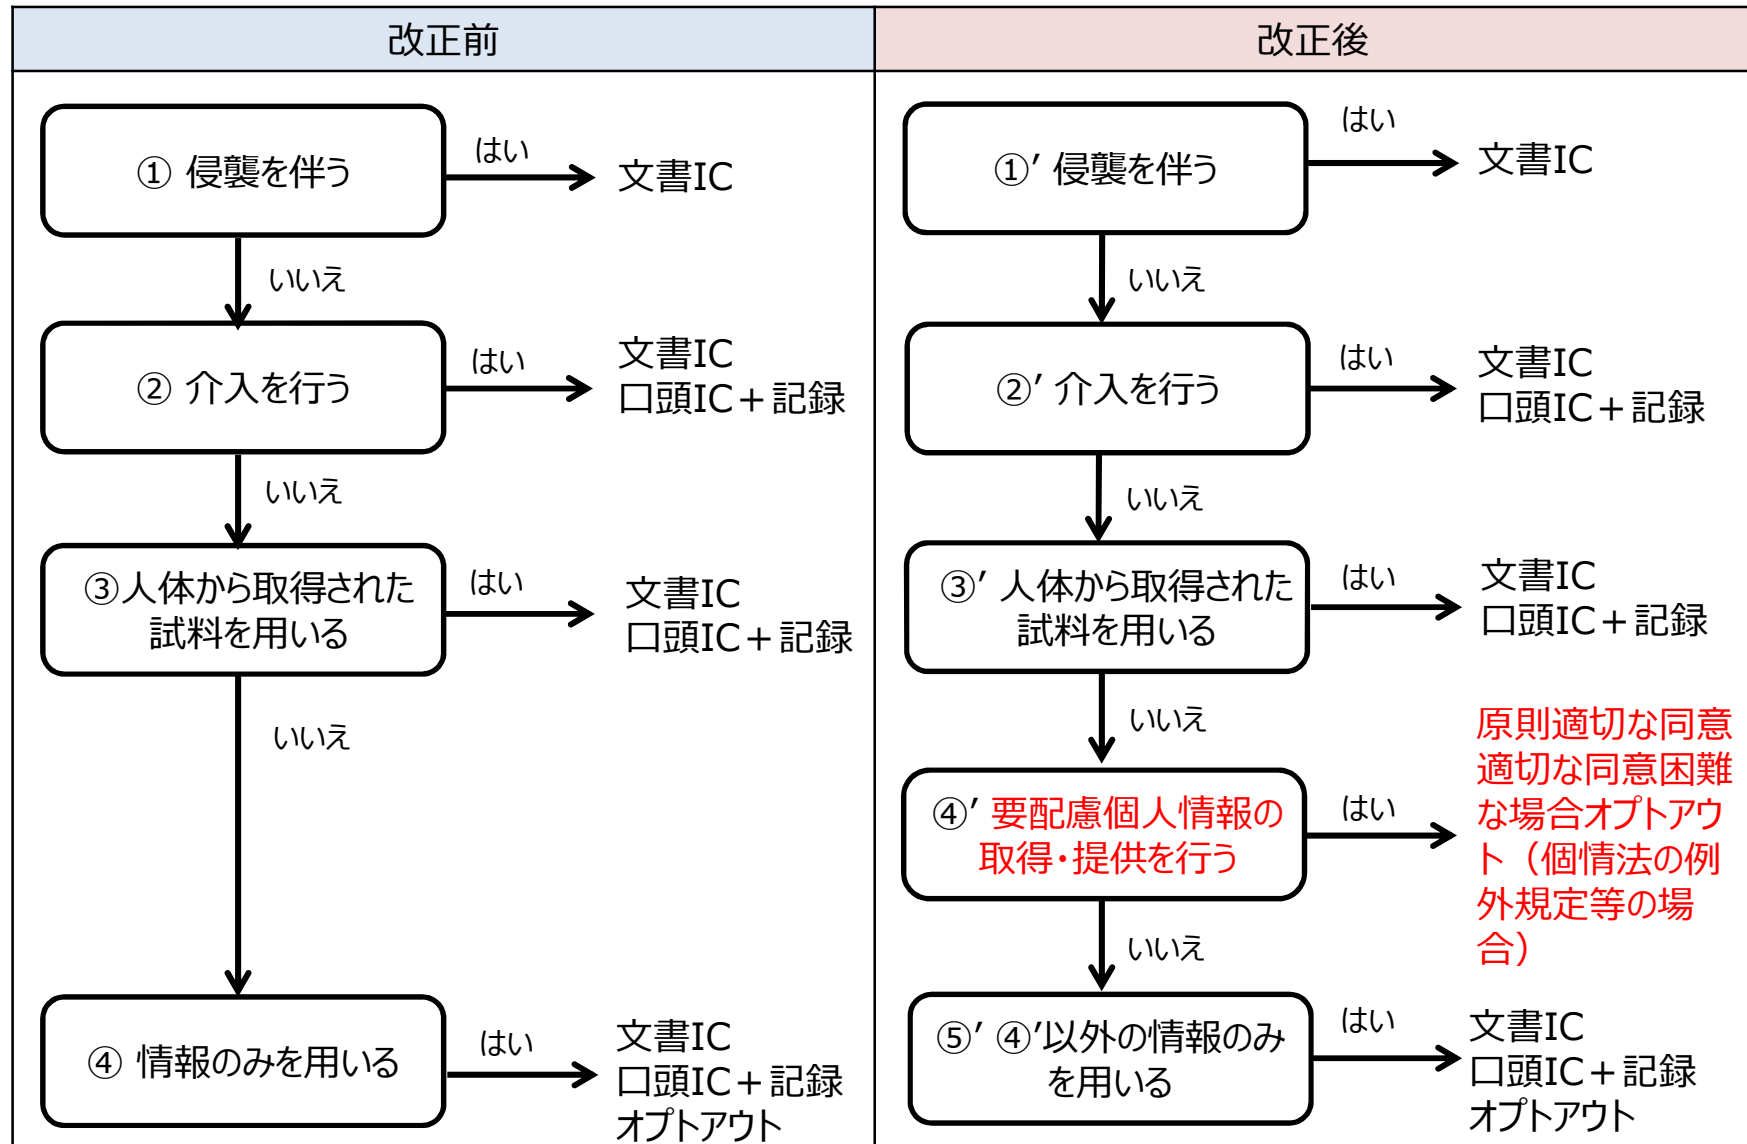 改正前
① 侵襲を伴う
はい
文書IC
いいえ
② 介入を行う
はい
文書IC
口頭IC＋記録
いいえ
③人体から取得された
試料を用いる
はい
文書IC
口頭IC＋記録
いいえ
④ 情報のみを用いる
はい
文書IC
口頭IC＋記録
オプトアウト
改正後
①’ 侵襲を伴う
はい
文書IC
いいえ
②’ 介入を行う
はい
文書IC
口頭IC＋記録
いいえ
③’ 人体から取得された
試料を用いる
はい
文書IC
口頭IC＋記録
いいえ
④’ 要配慮個人情報の
取得・提供を行う
はい
原則適切な同意
適切な同意困難
な場合オプトアウ
ト（個情法の例
外規定等の場
合）
いいえ
⑤’ ④’以外の情報のみ
を用いる
はい
文書IC
口頭IC＋記録
オプトアウト